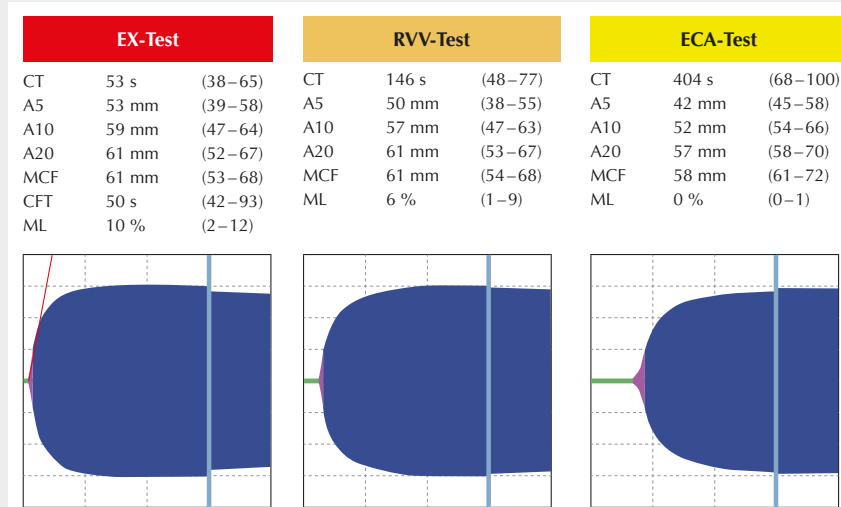 EX-Test
CT 53 s (38–65)
A5 53 mm (39–58)
A10 59 mm (47–64)
A20 61 mm (52–67)
MCF 61 mm (53–68)
CFT 50 s (42–93)
ML 10 % (2–12)
RVV-Test
CT 146 s (48–77)
A5 50 mm (38–55)
A10 57 mm (47–63)
A20 61 mm (53–67)
MCF 61 mm (54–68)
ML 6 % (1–9)
ECA-Test
CT 404 s (68–100)
A5 42 mm (45–58)
A10 52 mm (54–66)
A20 57 mm (58–70)
MCF 58 mm (61–72)
ML 0 % (0–1)